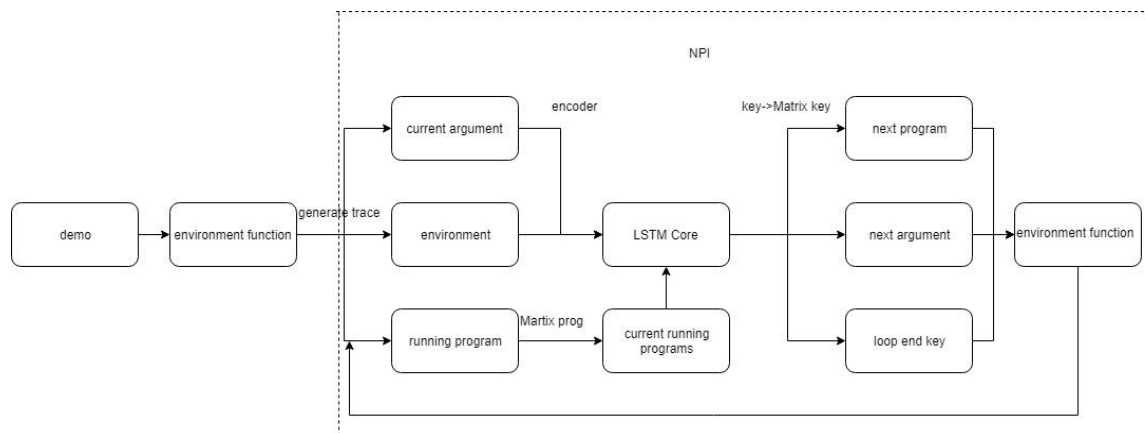 NPI
current argument
encoder
key->Matrix key
next program
demo
environment function
generate trace
environment
LSTM Core
next argument
environment function
running program
Martix prog
current running
programs
loop end key